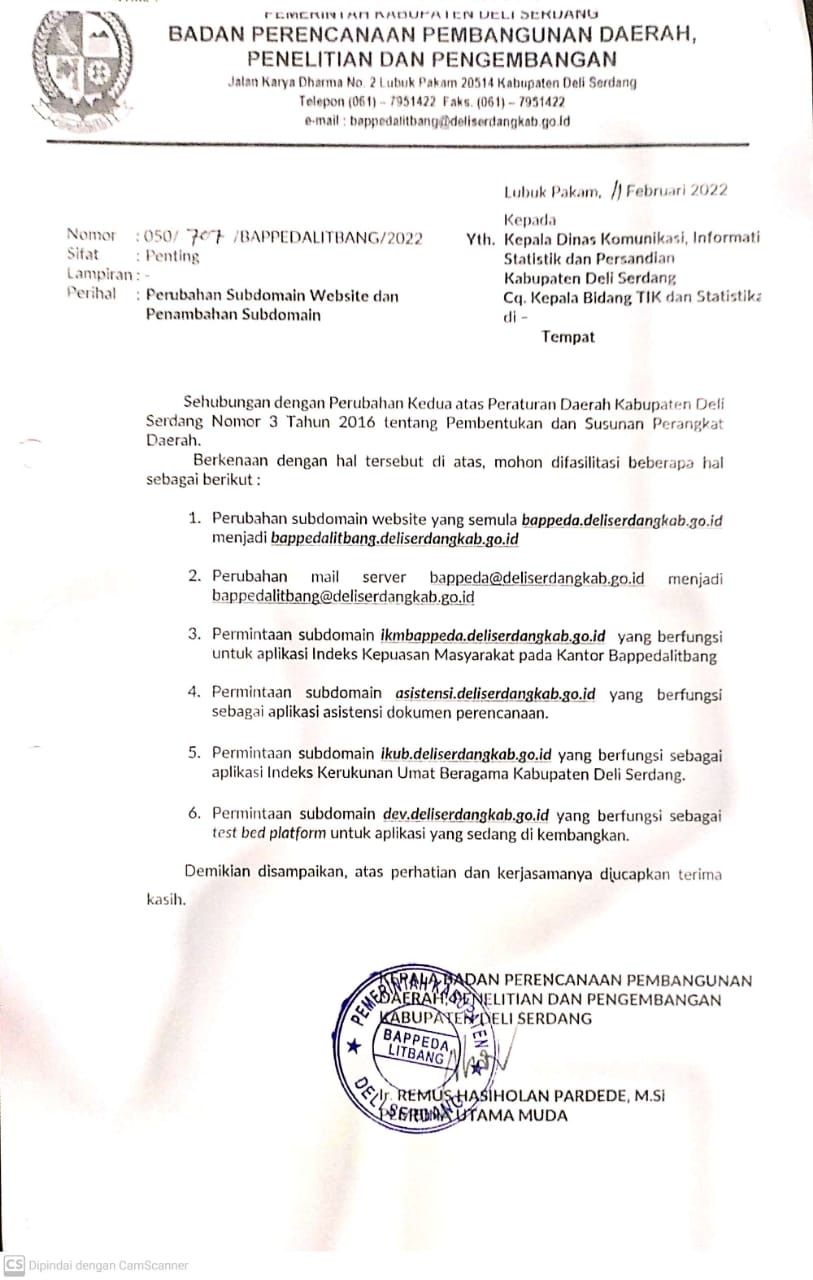 PEMERINTAH KABUPATEN DELI SERDANG
BADAN PERENCANAAN PEMBANGUNAN DAERAH,
PENELITIAN DAN PENGEMBANGAN
Jalan Karya Dharma No. 2 Lubuk Pakam 20514 Kabupaten Deli Serdang
Telepon (061) – 7951422 Faks. (061) – 7951422
e-mail : bappedalitbang@deliserdangkab.go.id
Lubuk Pakam, 11 Februari 2022
Kepada
Nomor : 050/ 707 /BAPPEDALITBANG/2022
Yth. Kepala Dinas Komunikasi, Informati
Sifat : Penting
Statistik dan Persandian
Lampiran : -
Kabupaten Deli Serdang
Perihal : Perubahan Subdomain Website dan
Cq. Kepala Bidang TIK dan Statistika
Penambahan Subdomain
di –
Tempat
Sehubungan dengan Perubahan Kedua atas Peraturan Daerah Kabupaten Deli
Serdang Nomor 3 Tahun 2016 tentang Pembentukan dan Susunan Perangkat
Daerah.
Berkenaan dengan hal tersebut di atas, mohon difasilitasi beberapa hal
sebagai berikut :
1. Perubahan subdomain website yang semula bappeda.deliserdangkab.go.id
menjadi bappedalitbang.deliserdangkab.go.id
2. Perubahan mail server bappeda@deliserdangkab.go.id menjadi
bappedalitbang@deliserdangkab.go.id
3. Permintaan subdomain ikmbappeda.deliserdangkab.go.id yang berfungsi
untuk aplikasi Indeks Kepuasan Masyarakat pada Kantor Bappedalitbang
4. Permintaan subdomain asistensi.deliserdangkab.go.id yang berfungsi
sebagai aplikasi asistensi dokumen perencanaan.
5. Permintaan subdomain ikub.deliserdangkab.go.id yang berfungsi sebagai
aplikasi Indeks Kerukunan Umat Beragama Kabupaten Deli Serdang.
6. Permintaan subdomain dev.deliserdangkab.go.id yang berfungsi sebagai
test bed platform untuk aplikasi yang sedang di kembangkan.
Demikian disampaikan, atas perhatian dan kerjasamanya diucapkan terima
kasih.
KEPALA BADAN PERENCANAAN PEMBANGUNAN
DAERAH, PENELITIAN DAN PENGEMBANGAN
KABUPATEN DELI SERDANG
PEMERINTAH KABUPATEN
BAPPEDA
LITBANG
DELI SERDANG
Ir. REMUS HASIHOLAN PARDEDE, M.Si
PEMBINA UTAMA MUDA
CS Dipindai dengan CamScanner